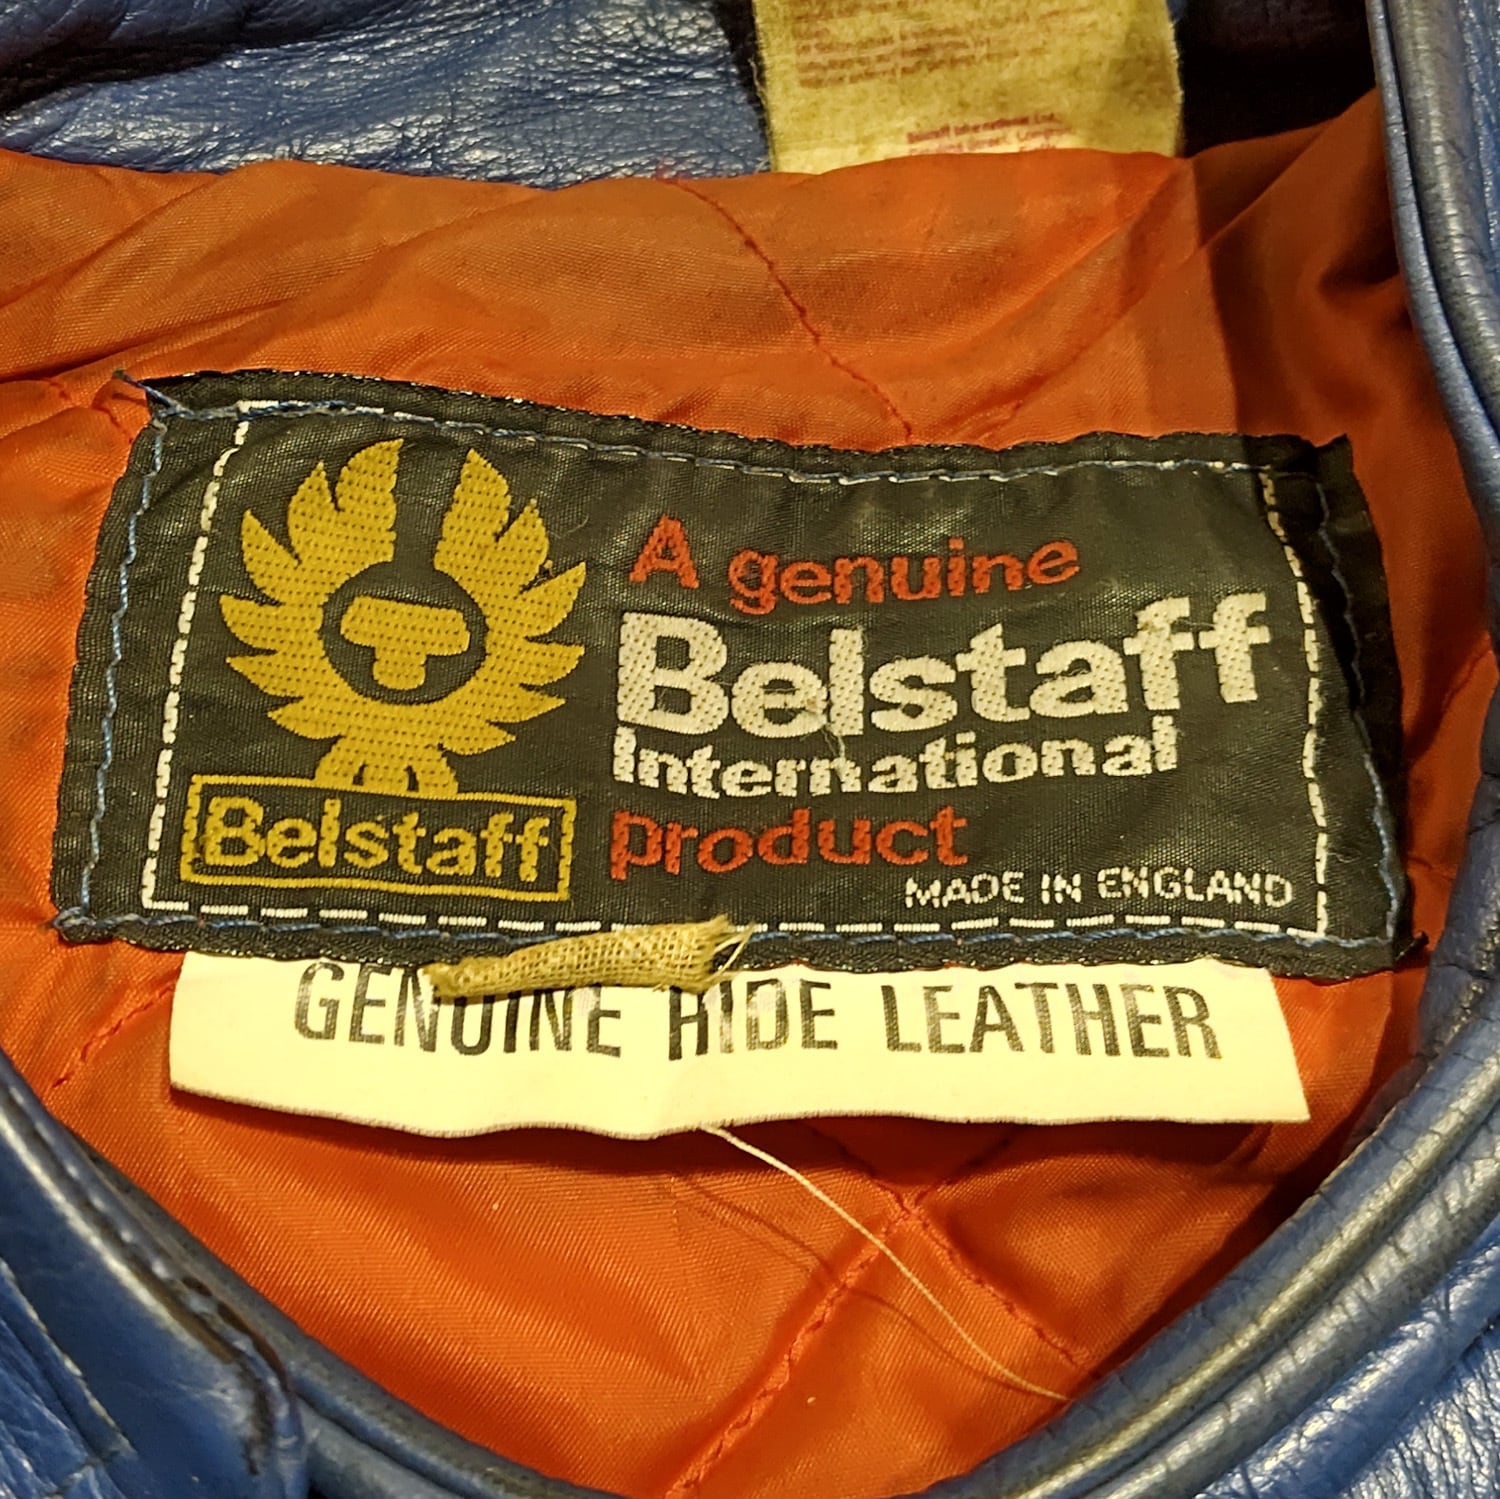 A genuine
Belstaff
International
product
Belstaff
MADE IN ENGLAND
GENUINE HIDE LEATHER